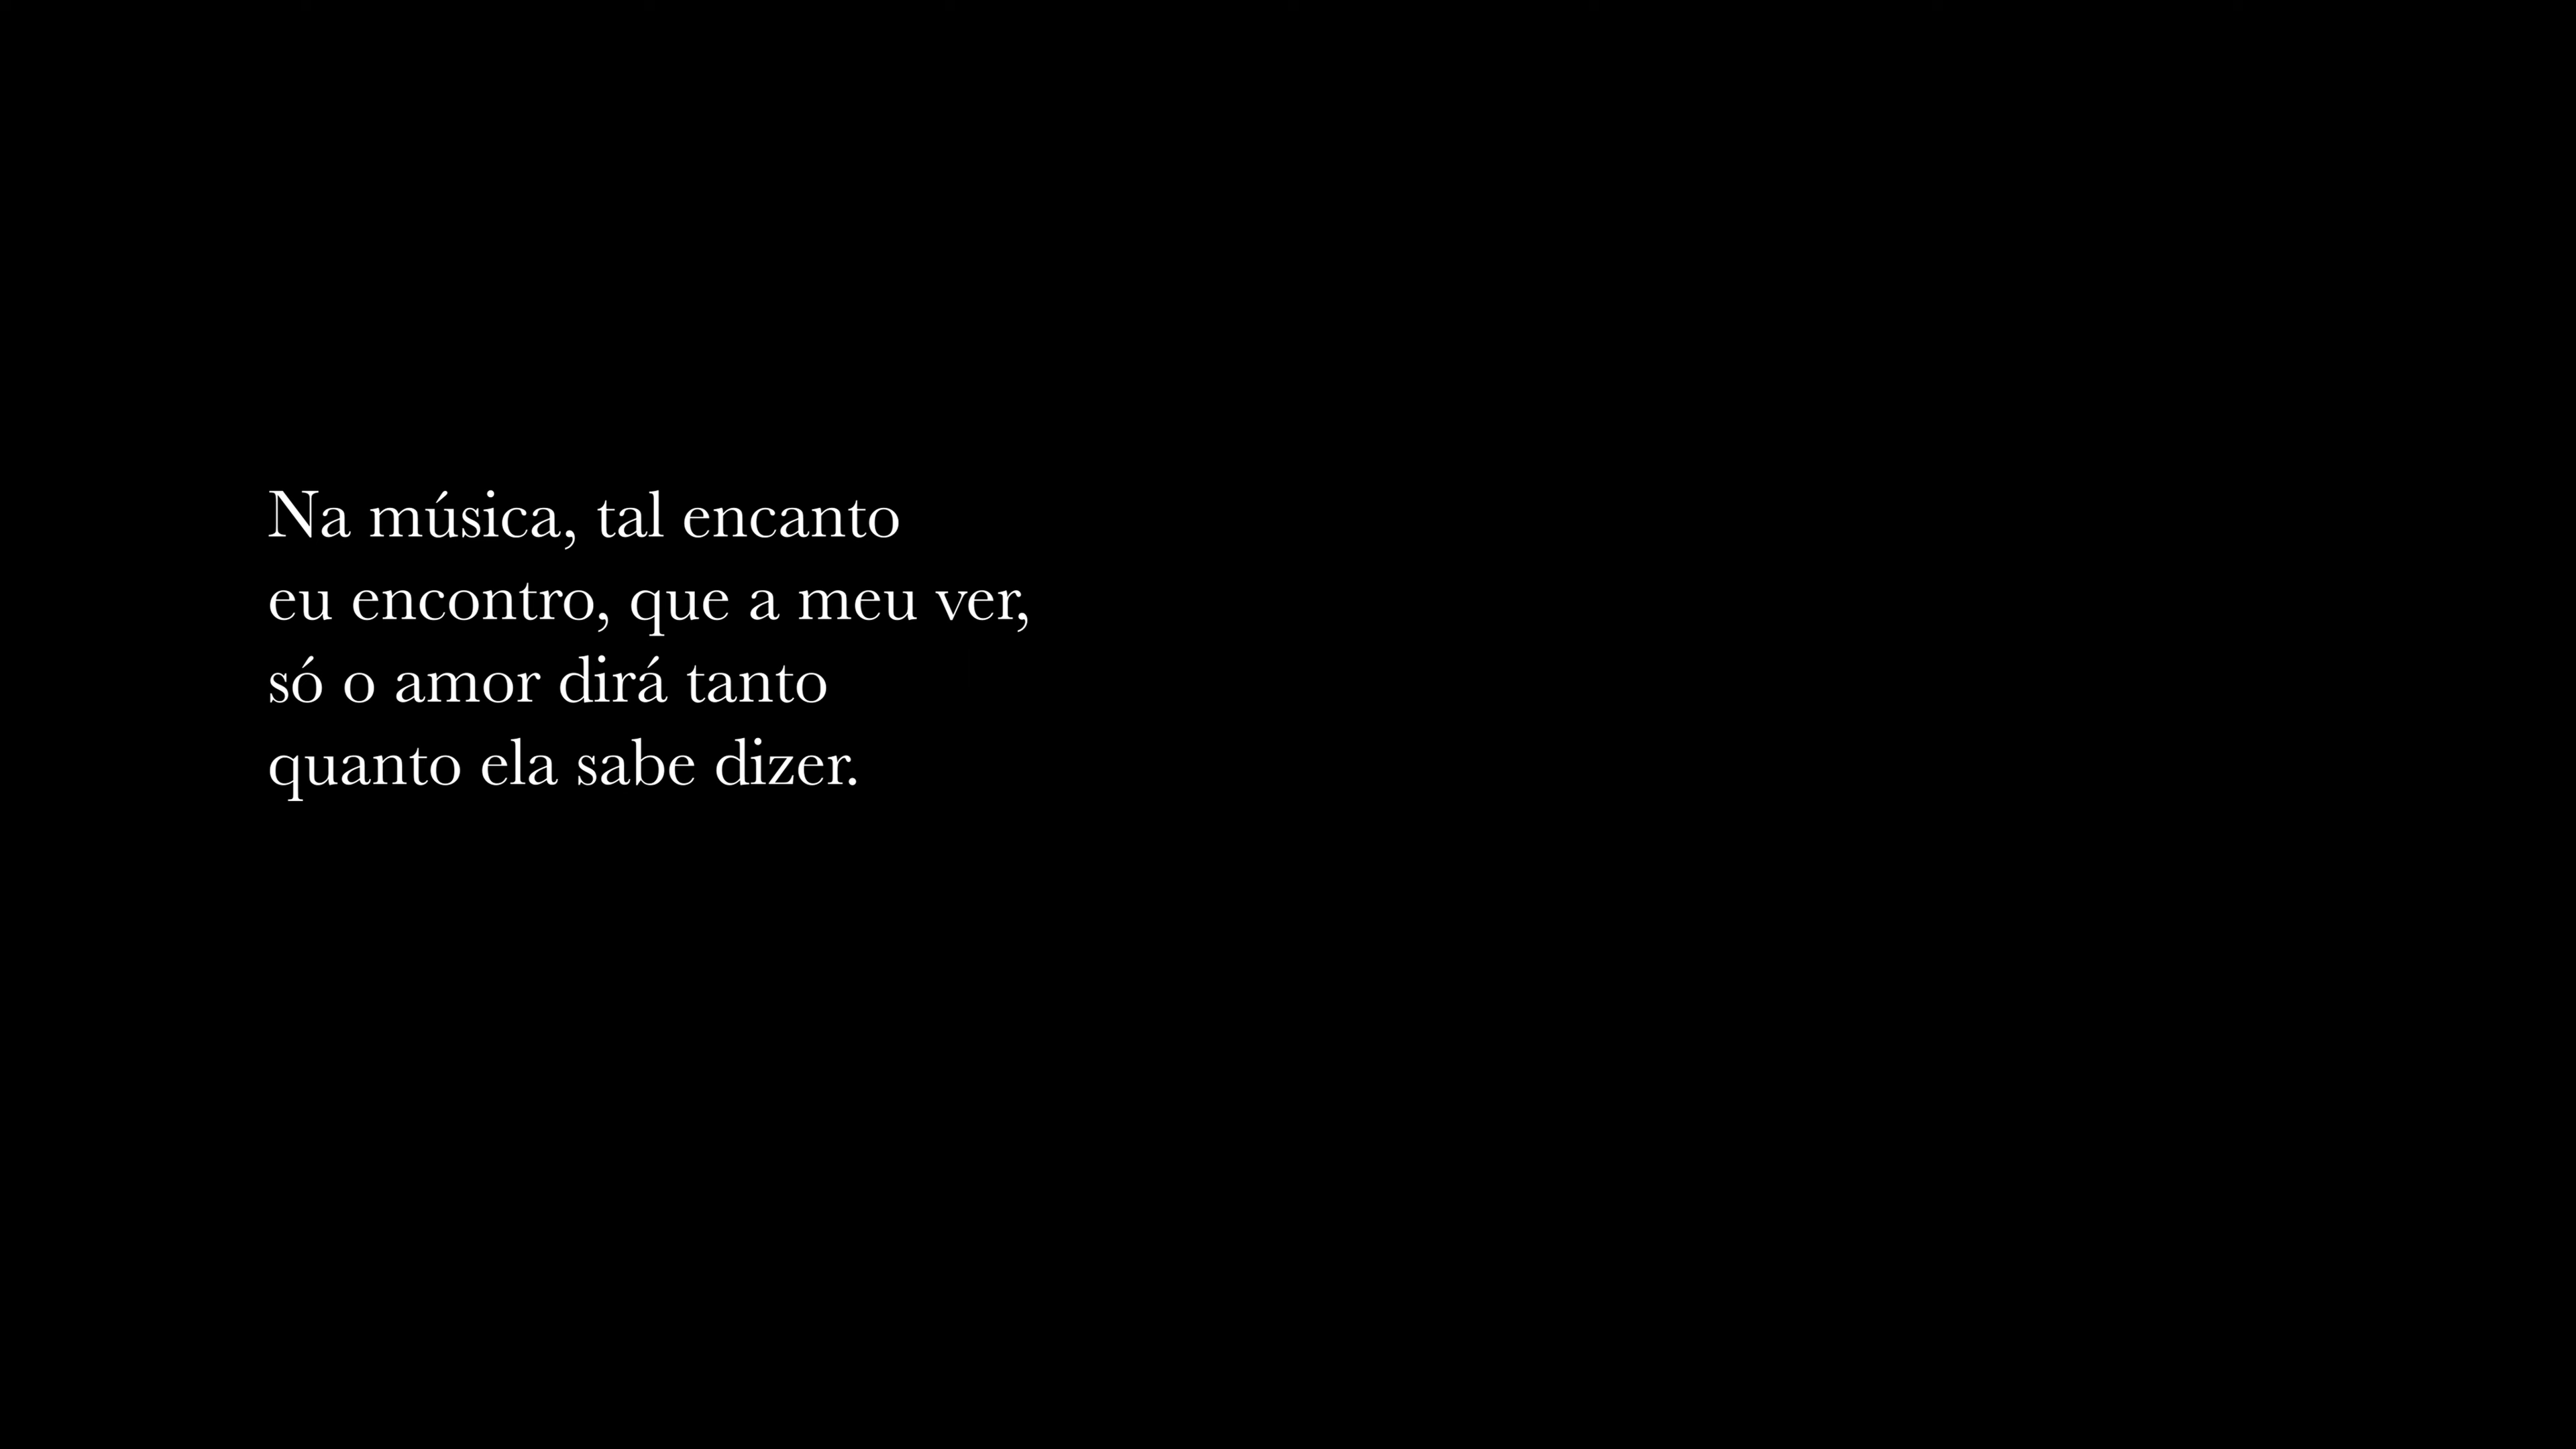 Na música, tal encanto
eu encontro, que a meu ver,
só o amor dirá tanto
quanto ela sabe dizer.